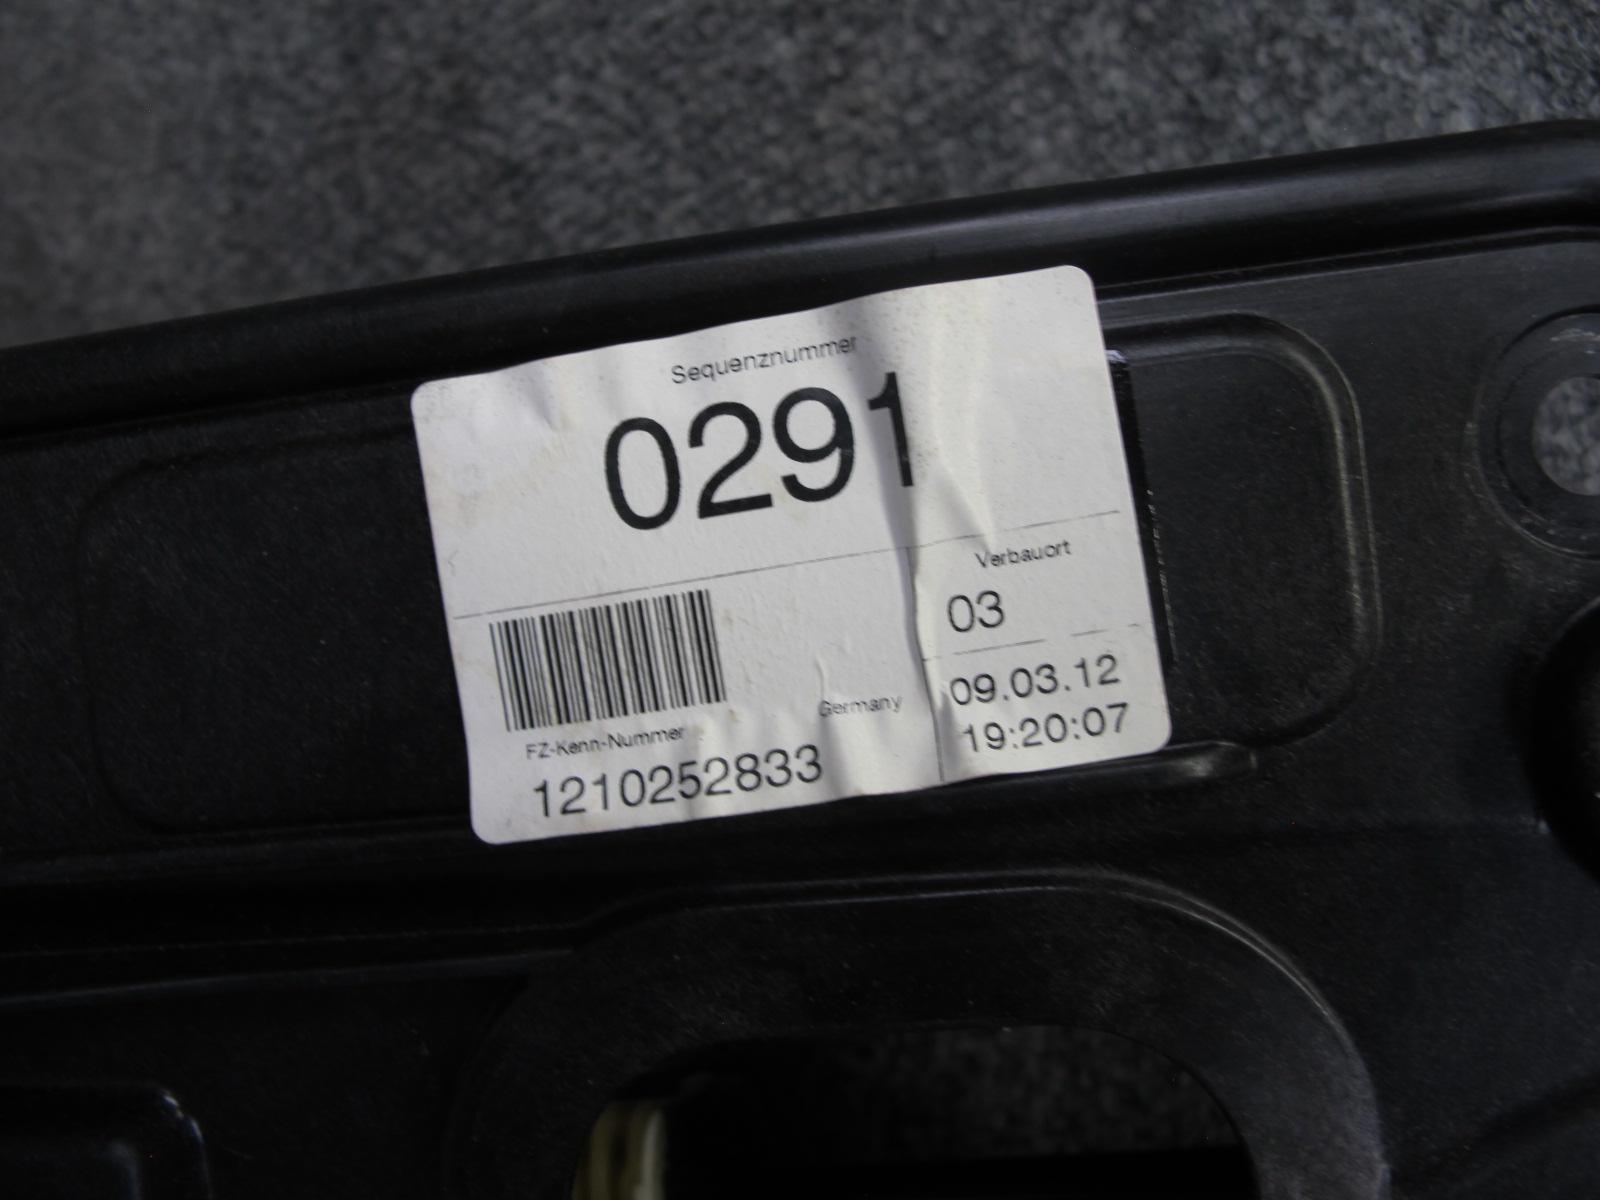 Sequenznummer
0291
Verbauort
03
09.03.12
19:20:07
Germany
FZ-Kenn-Nummer
1210252833